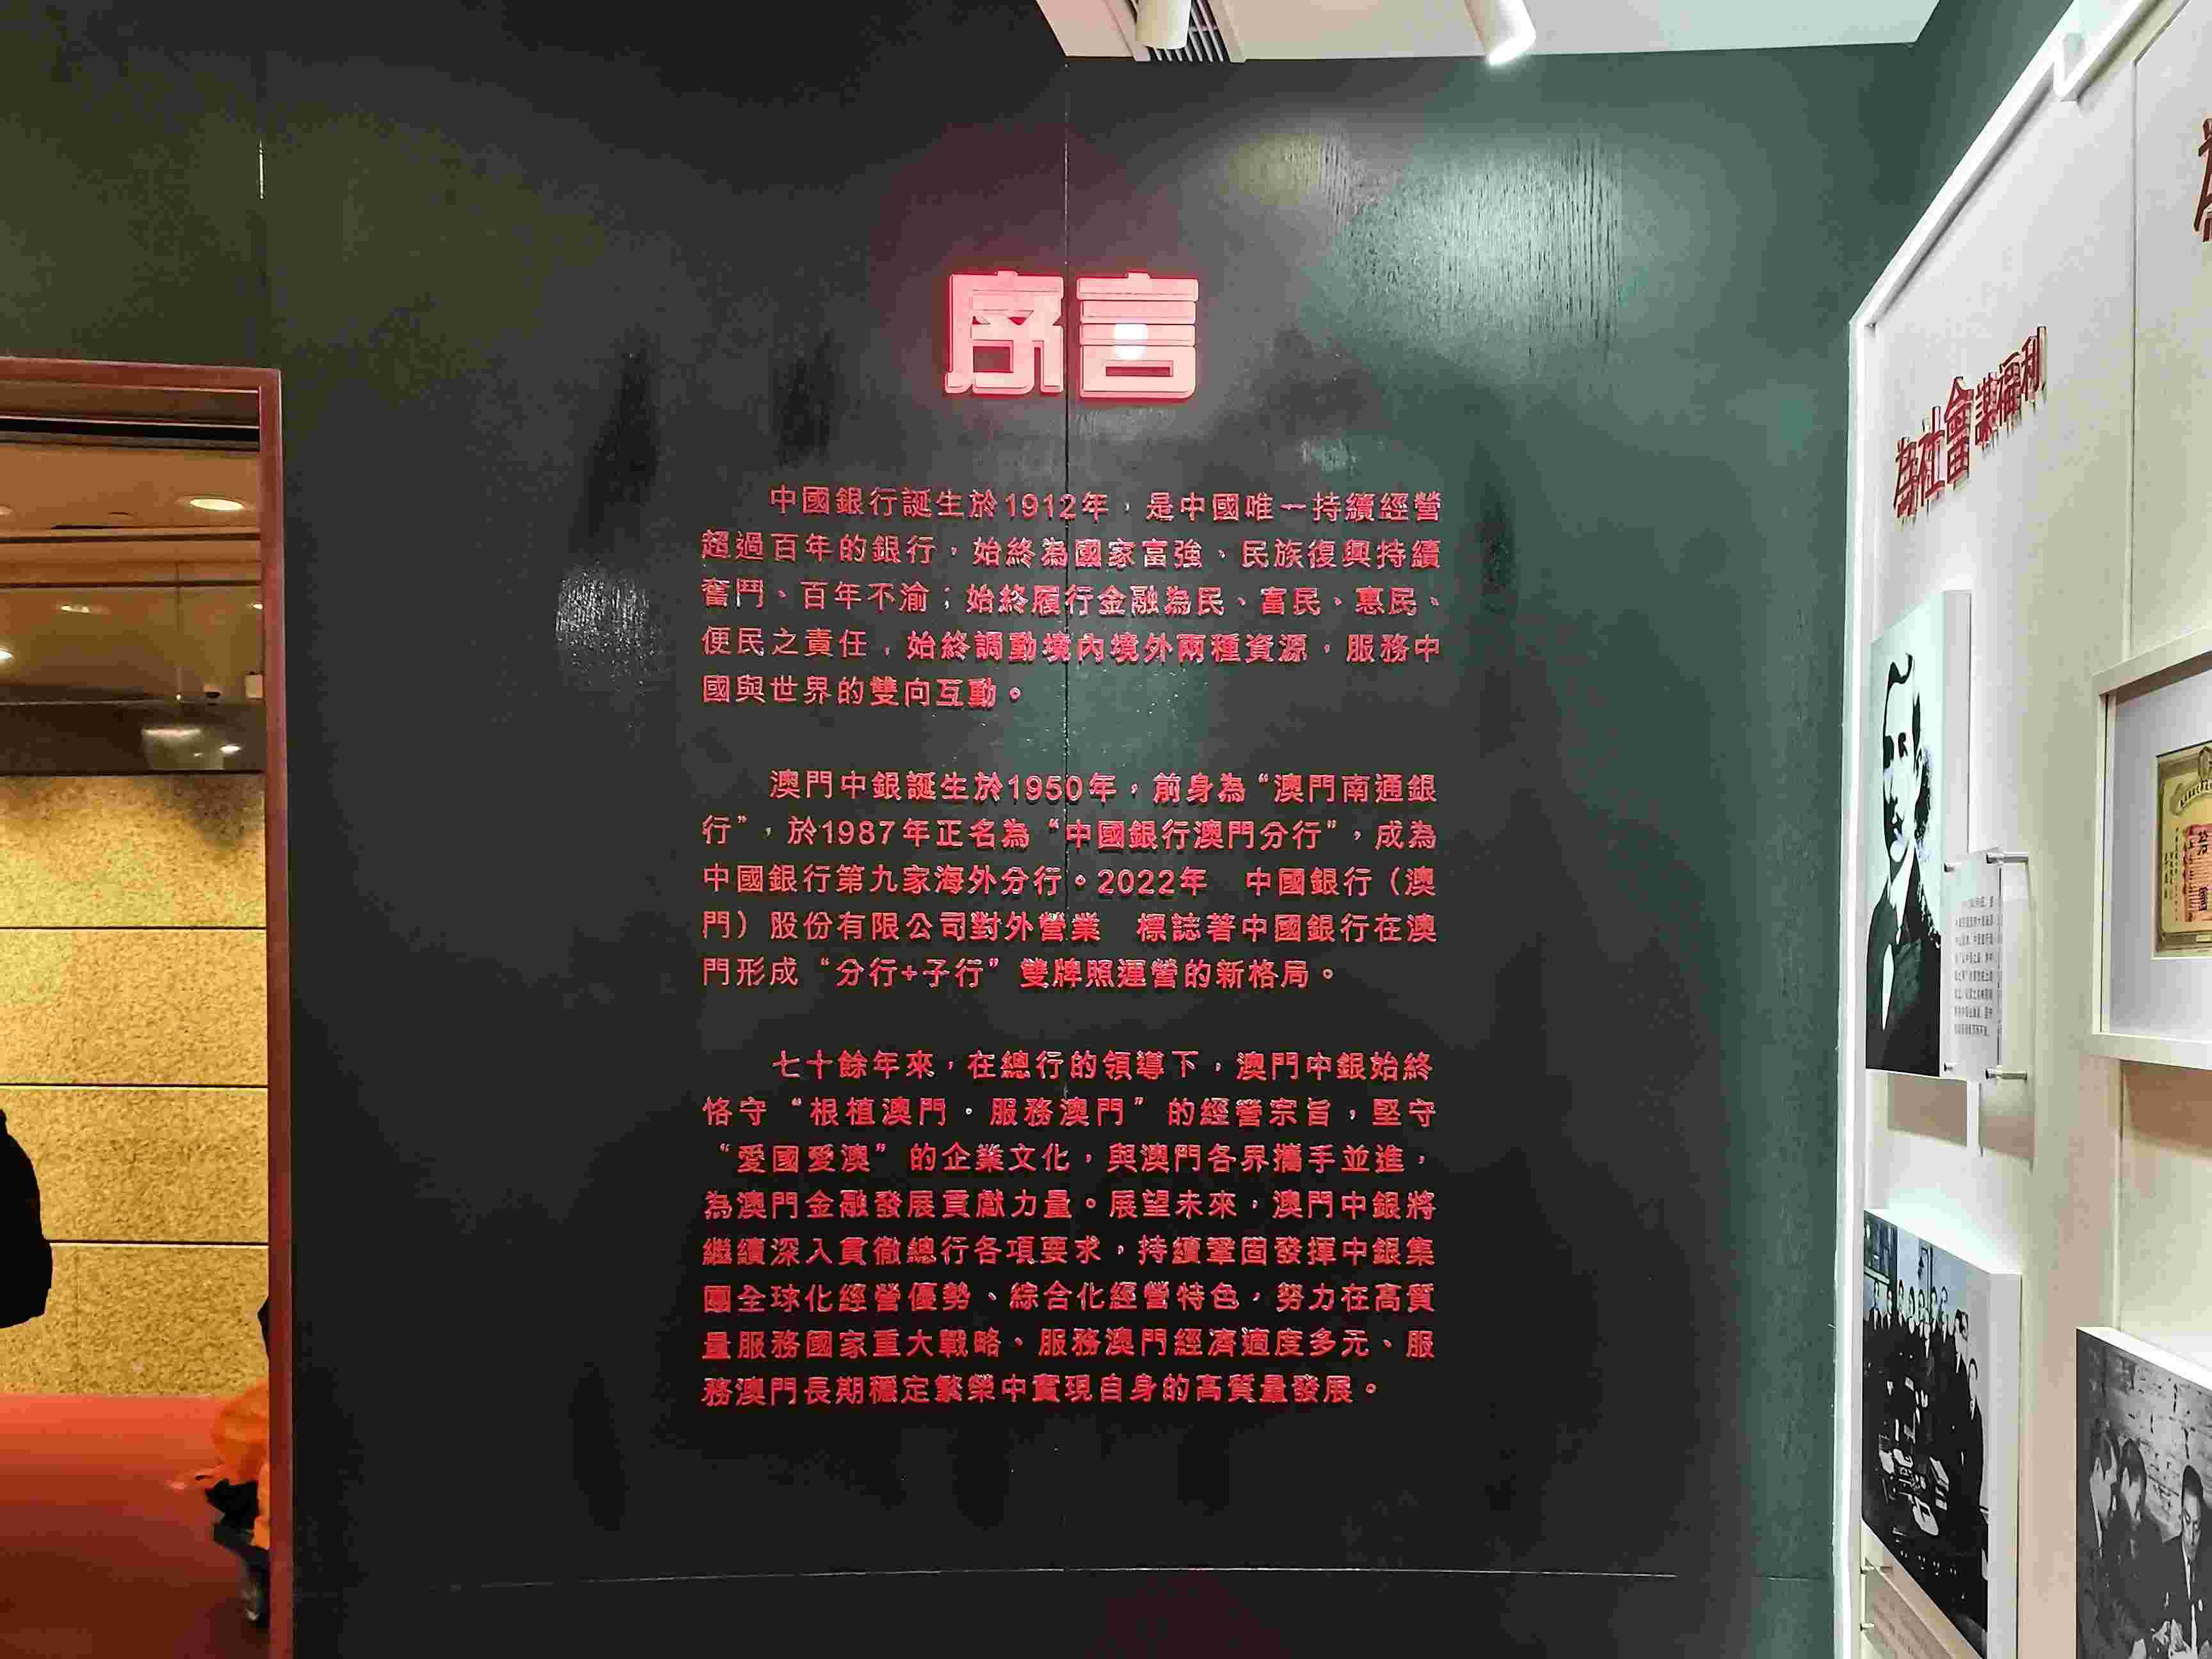 序言
中國銀行誕生於1912年，是中國唯一持續經營
超過百年的銀行，始終為國家富強、民族復興持續
奮鬥、百年不渝；始終履行金融為民、富民、惠民、
便民之責任，始終調動境內境外兩種資源，服務中
國與世界的雙向互動。
澳門中銀誕生於1950年，前身為“澳門南通銀
行”，於1987年正名為“中國銀行澳門分行”，成為
中國銀行第九家海外分行。2022年 中國銀行（澳
門）股份有限公司對外營業 標誌著中國銀行在澳
門形成“分行+子行”雙牌照運營的新格局。
七十餘年來，在總行的領導下，澳門中銀始終
恪守“根植澳門，服務澳門”的經營宗旨，堅守
“愛國愛澳”的企業文化，與澳門各界攜手並進，
為澳門金融發展貢獻力量。展望未來，澳門中銀將
繼續深入貫徹總行各項要求，持續鞏固發揮中銀集
團全球化經營優勢、綜合化經營特色，努力在高質
量服務國家重大戰略、服務澳門經濟適度多元、服
務澳門長期穩定繁榮中實現自身的高質量發展。
為社會謀福利